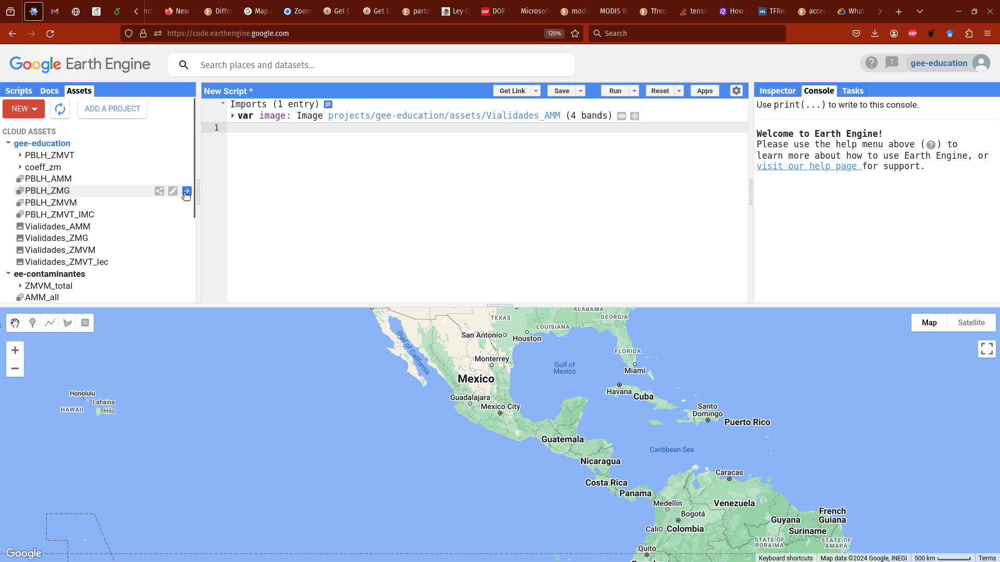 New
Differ
Map.
Zoom
Get E
Get E
parti
Ley G
DOF -
Microsoft
modi
MODIS W
Tfrec
tenso
How
TFRe
acces
What
https://code.earthengine.google.com
120%
Search
ABP
Google Earth Engine
Search places and datasets...
gee-education
Scripts
Docs
Assets
NEW
ADD A PROJECT
CLOUD ASSETS
gee-education
PBLH_ZMVT
coeff_zm
PBLH_AMM
PBLH_ZMG
PBLH_ZMVM
PBLH_ZMVT_IMC
Vialidades_AMM
Vialidades_ZMG
Vialidades_ZMVM
Vialidades_ZMVT_lec
ee-contaminantes
ZMVM_total
AMM_all
New Script *
Get Link
Save
Run
Reset
Apps
Imports (1 entry)
var image: Image projects/gee-education/assets/Vialidades_AMM (4 bands)
1
Inspector
Console
Tasks
Use print(...) to write to this console.
Welcome to Earth Engine!
Please use the help menu above (?) to
learn more about how to use Earth Engine, or
visit our help page for support.
Map
Satellite
TEXAS
ALABAMA
GEORGIA
LOUISIANA
San Antonio
Houston
FLORIDA
Gulf of California
Monterrey
Gulf of
Mexico
Miami
Mexico
Havana
Cuba
Honolulu
Lahaina
HAWAII
Hilo
Guadalajara
Mexico City
Santo
Domingo
Puerto Rico
Guatemala
Caribbean Sea
Nicaragua
Caracas
Costa Rica
Panama
Medellín
Venezuela
Bogotá
French
Guiana
Guyana
Cali
Colombia
Suriname
STATE OF
RORAIMA
STATE OF
AMAPÁ
Quito
Google
Keyboard shortcuts
Map data ©2024 Google, INEGI
500 km
Terms